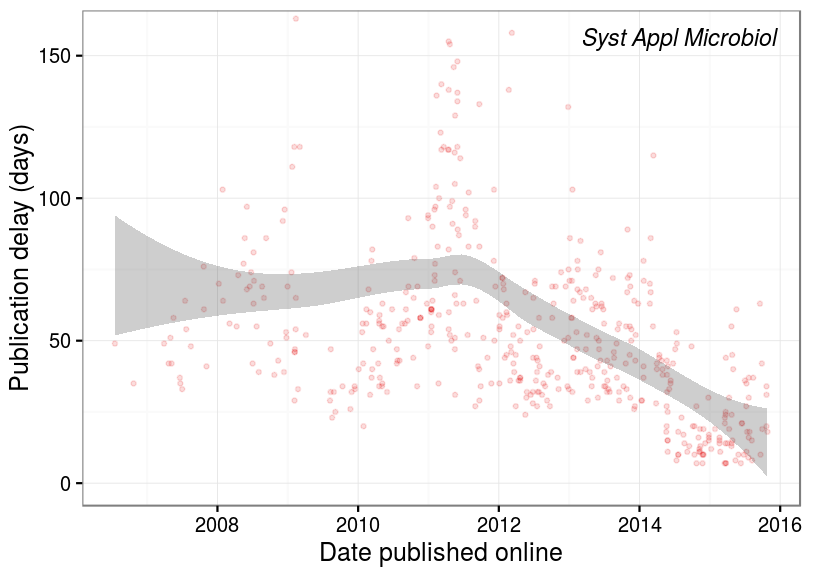 Syst Appl Microbiol
Publication delay (days)
150
100
50
0
2008 2010 2012 2014 2016
Date published online